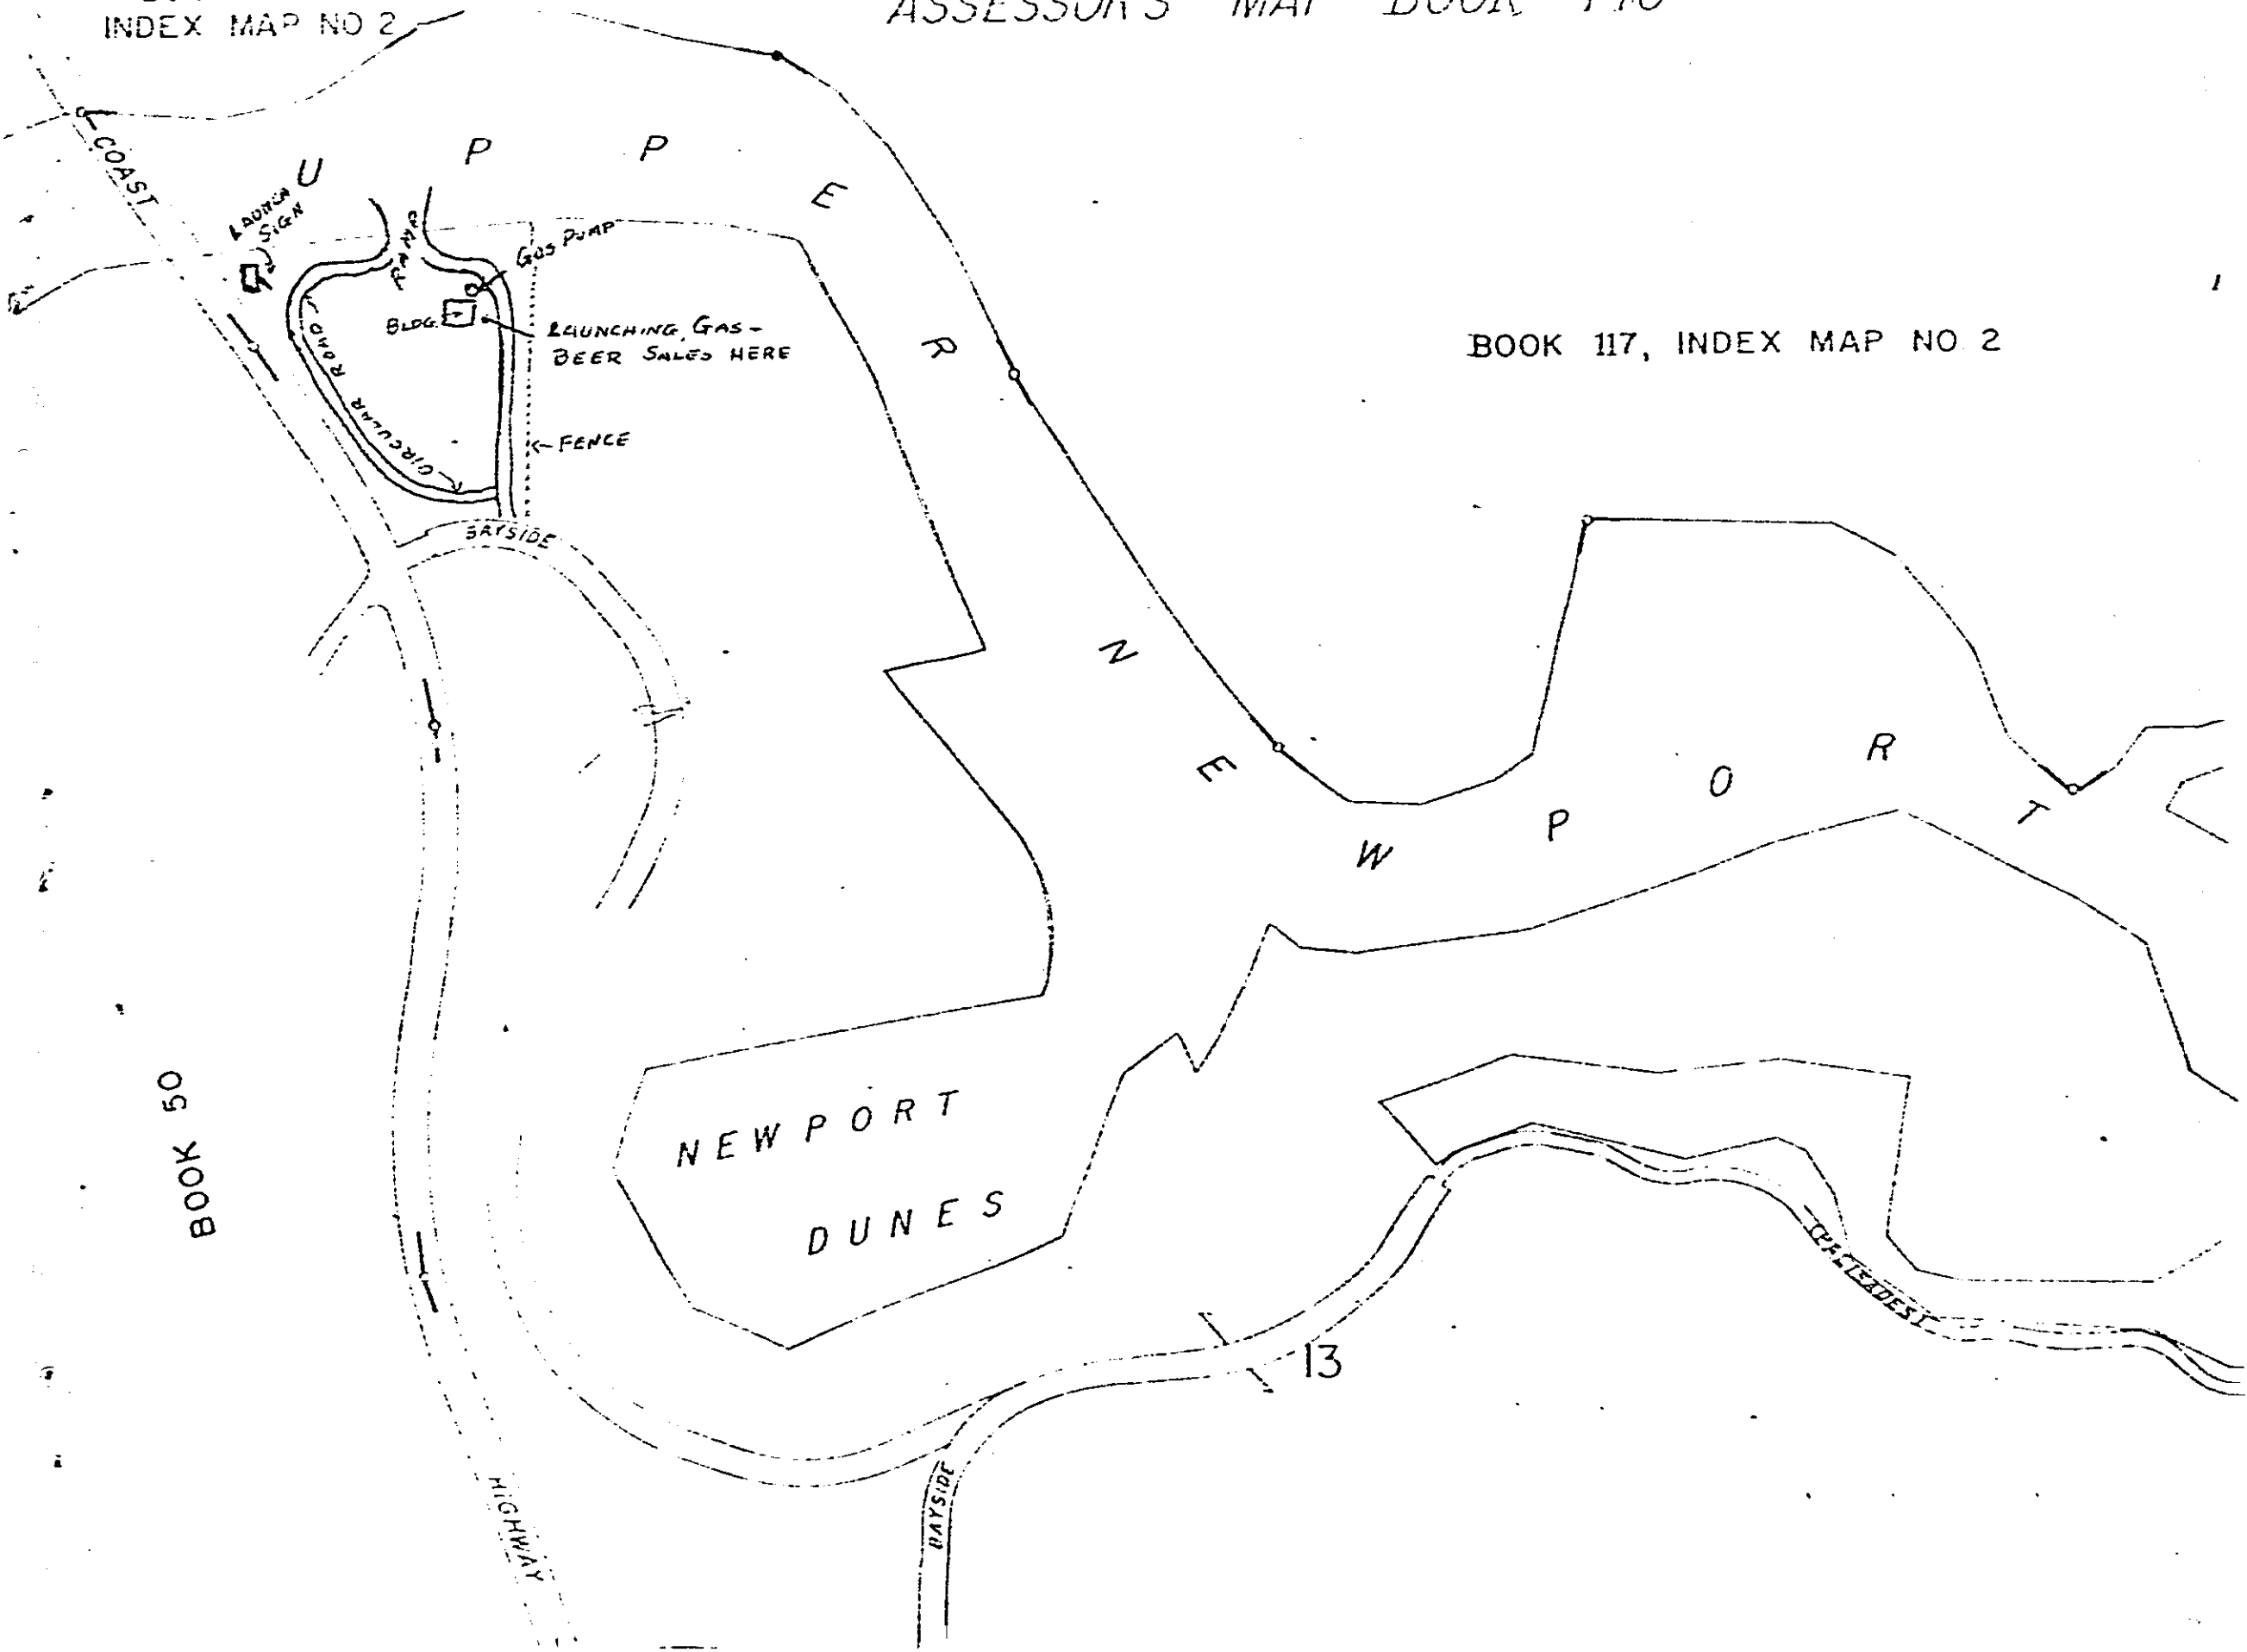 INDEX MAP NO 2
ASSESSOR'S MAP BOOK
COAST
U P P E R N E W P O R T
LAUNCH
SIGN
RAMP
GAS PUMP
BLDG.
LAUNCHING, GAS-
BEER SALES HERE
CIRCULAR ROAD
FENCE
BAYSIDE
BOOK 117, INDEX MAP NO. 2
BOOK 50
NEWPORT
DUNES
(PALISADES)
13
BAYSIDE
HIGHWAY